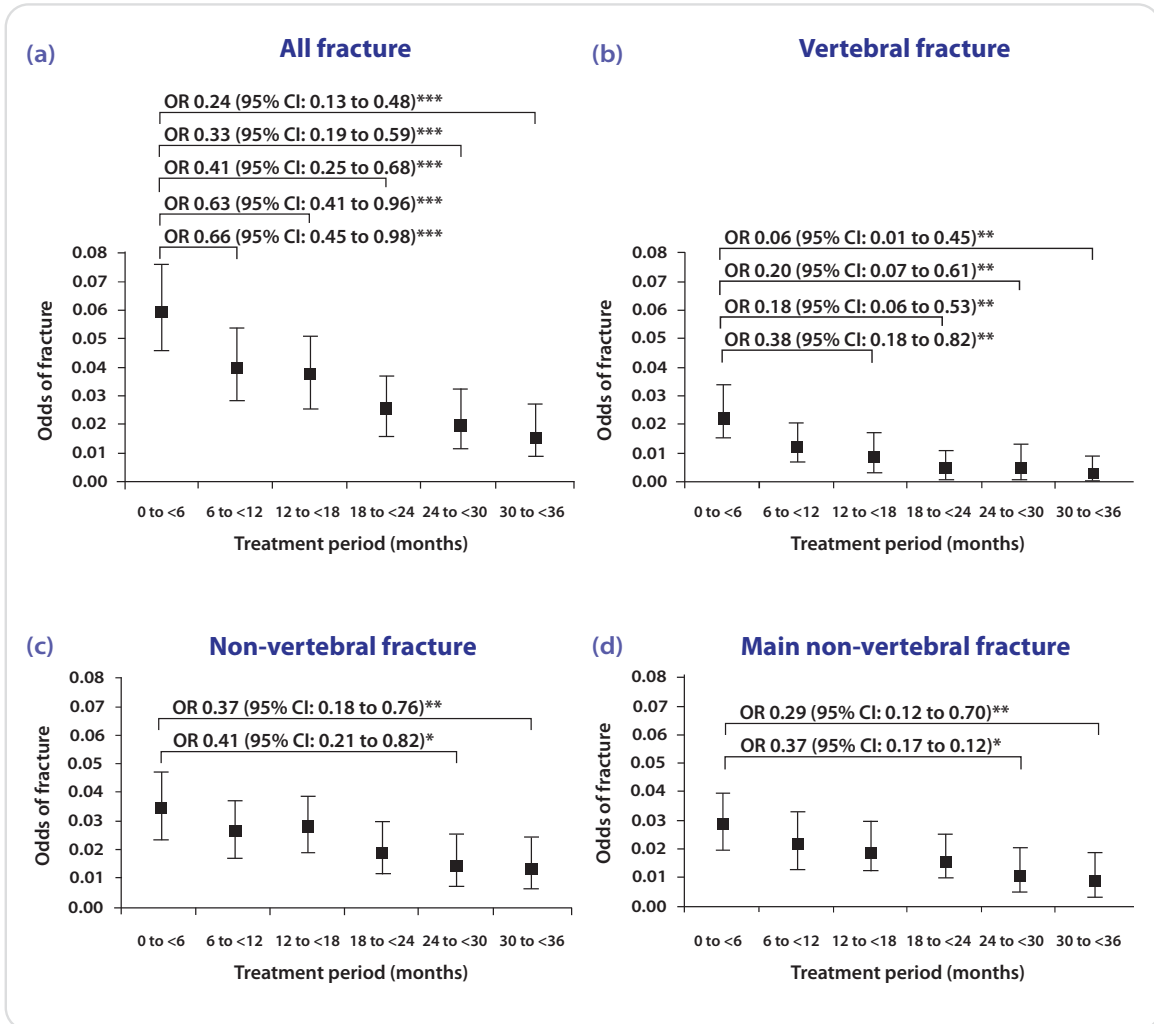 (a)
All fracture
OR 0.24 (95% CI: 0.13 to 0.48)***
OR 0.33 (95% CI: 0.19 to 0.59)***
OR 0.41 (95% CI: 0.25 to 0.68)***
OR 0.63 (95% CI: 0.41 to 0.96)***
OR 0.66 (95% CI: 0.45 to 0.98)***
Odds of fracture
0.08
0.07
0.06
0.05
0.04
0.03
0.02
0.01
0.00
0 to <6 6 to <12 12 to <18 18 to <24 24 to <30 30 to <36
Treatment period (months)
(b)
Vertebral fracture
OR 0.06 (95% CI: 0.01 to 0.45)**
OR 0.20 (95% CI: 0.07 to 0.61)**
OR 0.18 (95% CI: 0.06 to 0.53)**
OR 0.38 (95% CI: 0.18 to 0.82)**
Odds of fracture
0.08
0.07
0.06
0.05
0.04
0.03
0.02
0.01
0.00
0 to <6 6 to <12 12 to <18 18 to <24 24 to <30 30 to <36
Treatment period (months)
(c)
Non-vertebral fracture
OR 0.37 (95% CI: 0.18 to 0.76)**
OR 0.41 (95% CI: 0.21 to 0.82)*
Odds of fracture
0.08
0.07
0.06
0.05
0.04
0.03
0.02
0.01
0.00
0 to <6 6 to <12 12 to <18 18 to <24 24 to <30 30 to <36
Treatment period (months)
(d)
Main non-vertebral fracture
OR 0.29 (95% CI: 0.12 to 0.70)**
OR 0.37 (95% CI: 0.17 to 0.12)*
Odds of fracture
0.08
0.07
0.06
0.05
0.04
0.03
0.02
0.01
0.00
0 to <6 6 to <12 12 to <18 18 to <24 24 to <30 30 to <36
Treatment period (months)